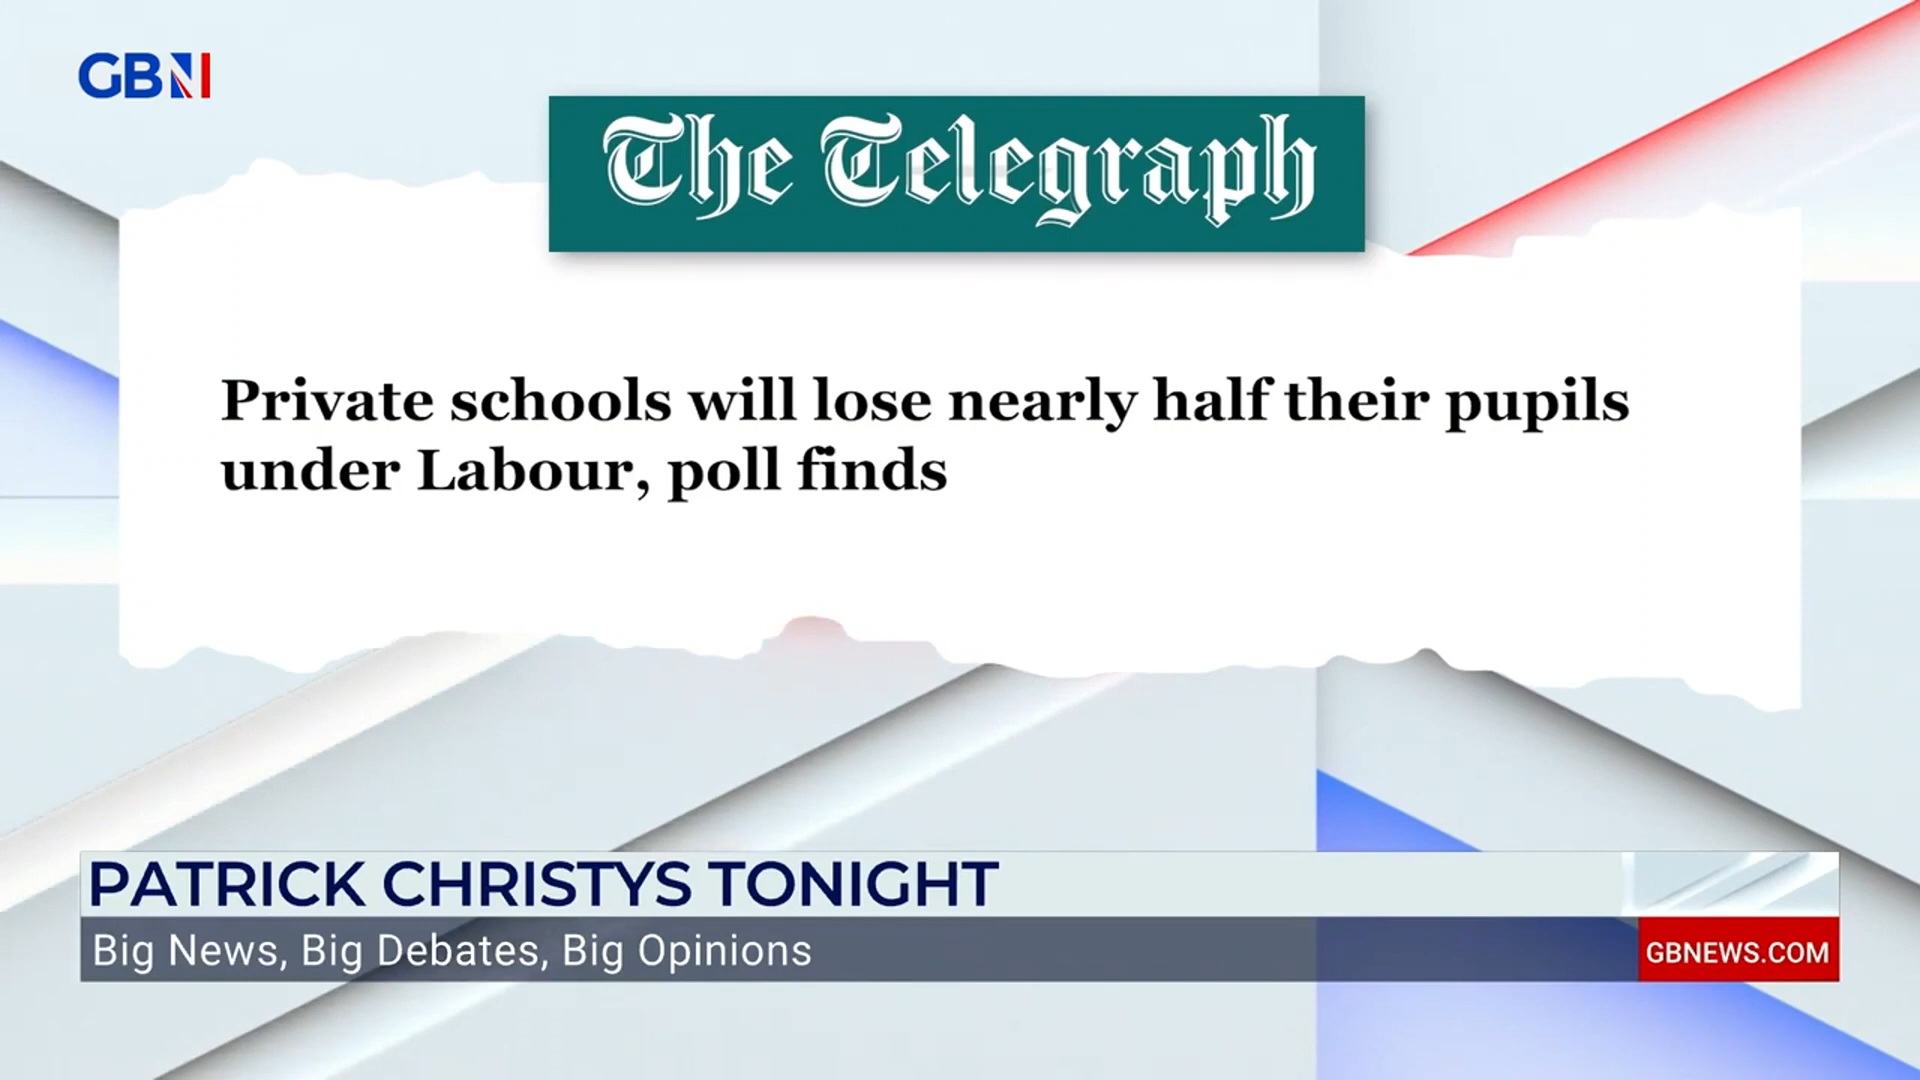 GBN
The Telegraph
Private schools will lose nearly half their pupils
under Labour, poll finds
PATRICK CHRISTYS TONIGHT
Big News, Big Debates, Big Opinions
GBNEWS.COM